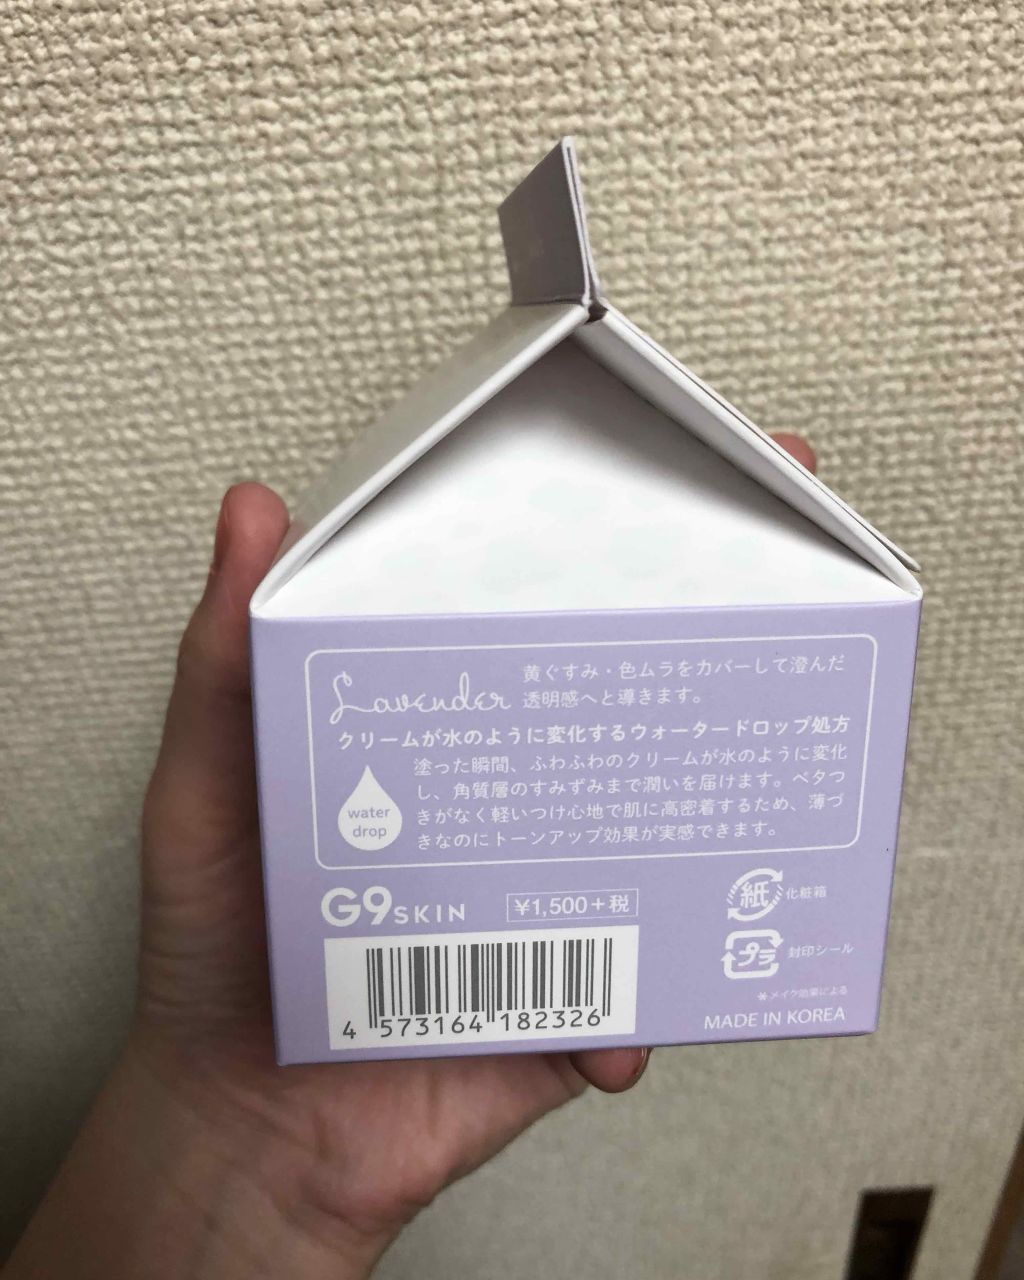 Lavender
黄ぐすみ・色ムラをカバーして澄んだ
透明感へと導きます。
クリームが水のように変化するウォータードロップ処方
water
drop
塗った瞬間、ふわふわのクリームが水のように変化
し、角質層のすみずみまで潤いを届けます。ベタつ
きがなく軽いつけ心地で肌に高密着するため、薄づ
きなのにトーンアップ効果が実感できます。
G9SKIN
¥1,500+税
紙 化粧箱
プラ 封印シール
*メイク効果による
MADE IN KOREA
4 573164 182326